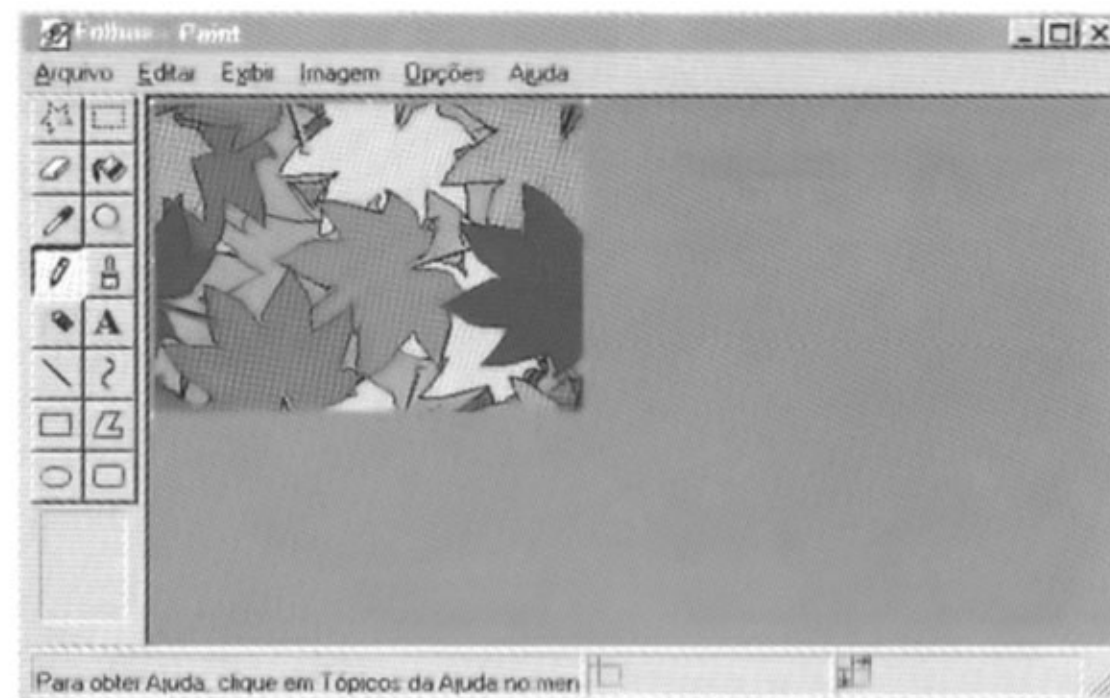 Folhas - Paint
Arquivo Editar Exibir Imagem Opções Ajuda
A
Para obter Ajuda, clique em Tópicos da Ajuda no men